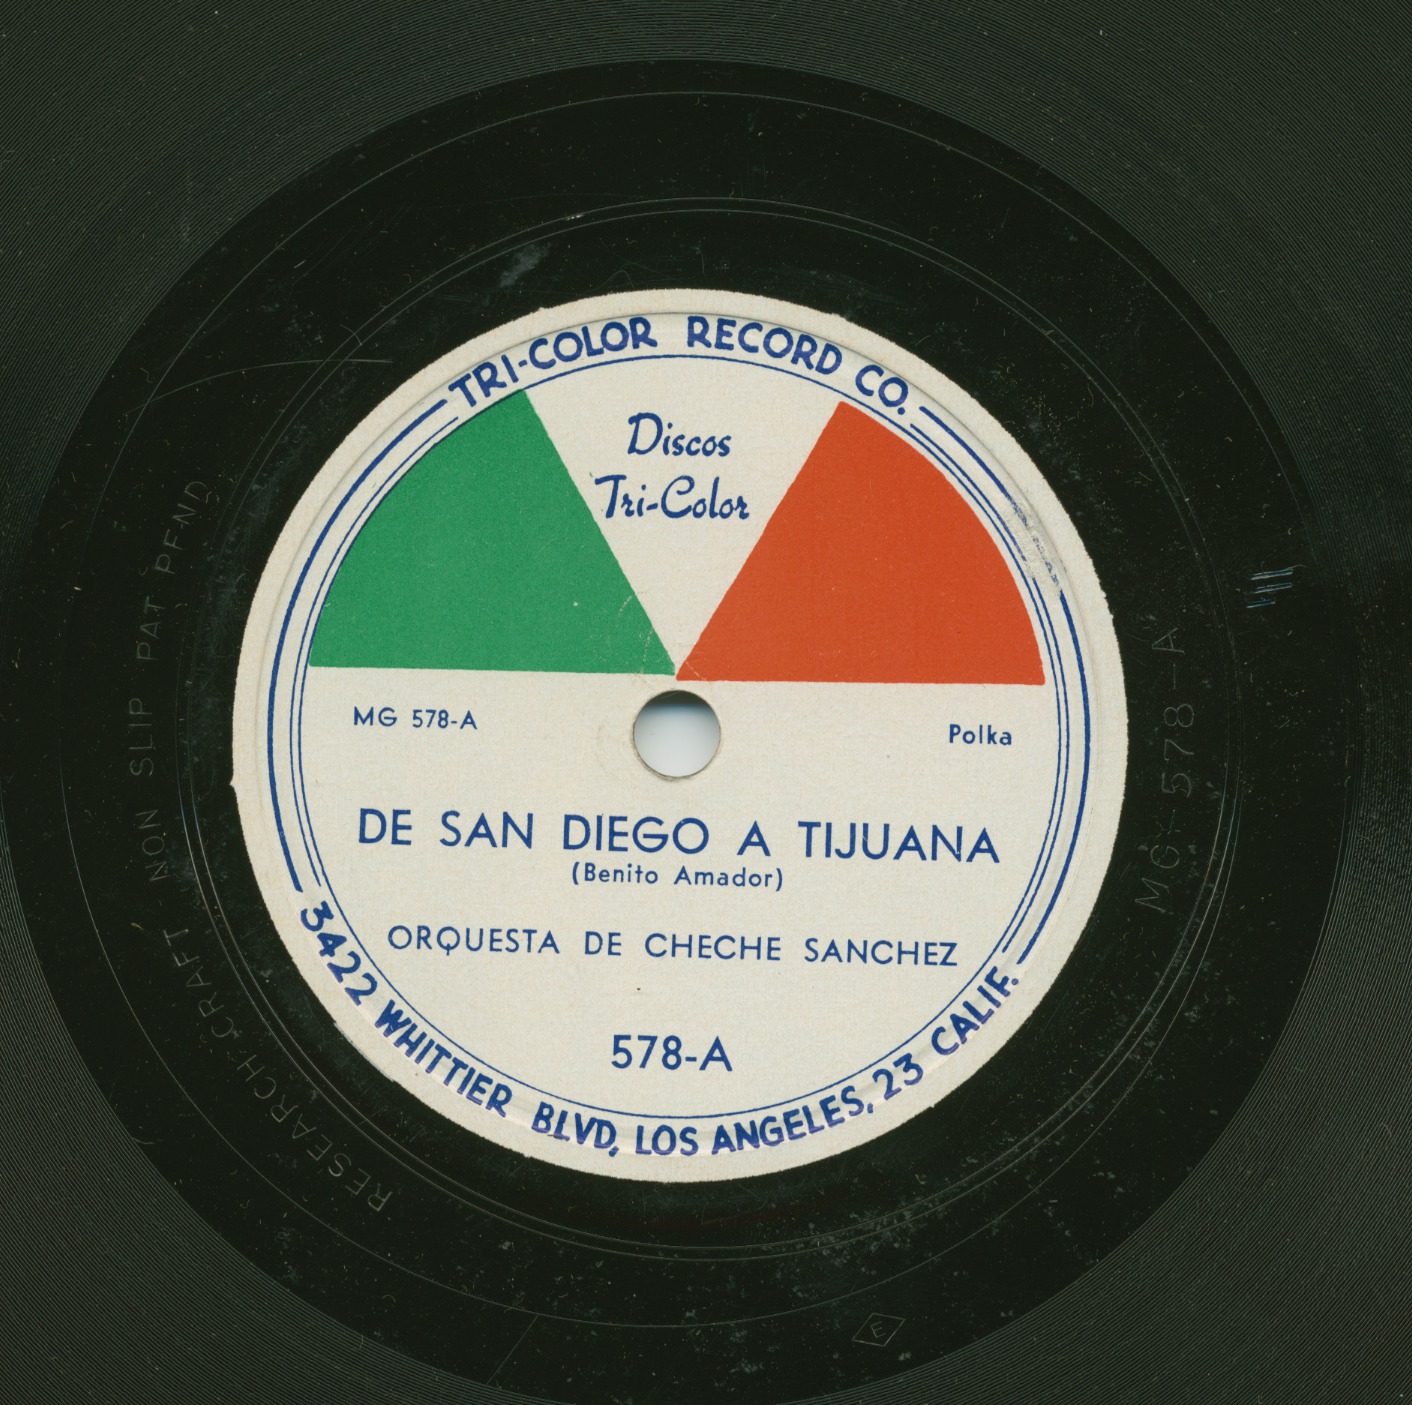 TRI-COLOR RECORD CO.
Discos
Tri-Color
MG 578-A
Polka
DE SAN DIEGO A TIJUANA
(Benito Amador)
ORQUESTA DE CHECHE SANCHEZ
578-A
3422 WHITTIER BLVD, LOS ANGELES, 23 CALIF.
RESEARCH CRAFT - NON SLIP PAT PEND
MG-578-A
E